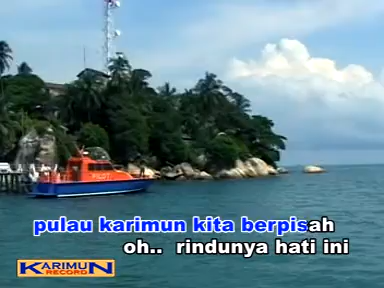 PILOT
pulau karimun kita berpisah
oh.. rindunya hati ini
KARIMUN
RECORD